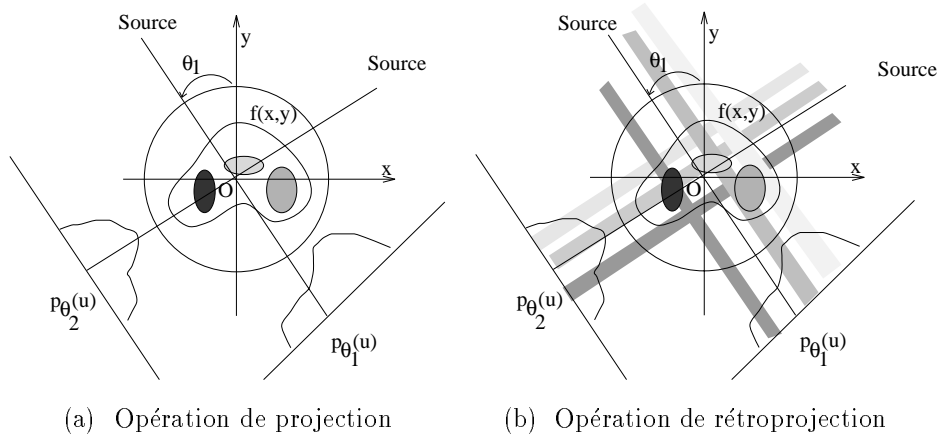 Source
y
θ1
Source
f(x,y)
x
O
pθ2(u)
pθ1(u)
(a) Opération de projection
Source
y
θ1
Source
f(x,y)
x
O
pθ2(u)
pθ1(u)
(b) Opération de rétroprojection